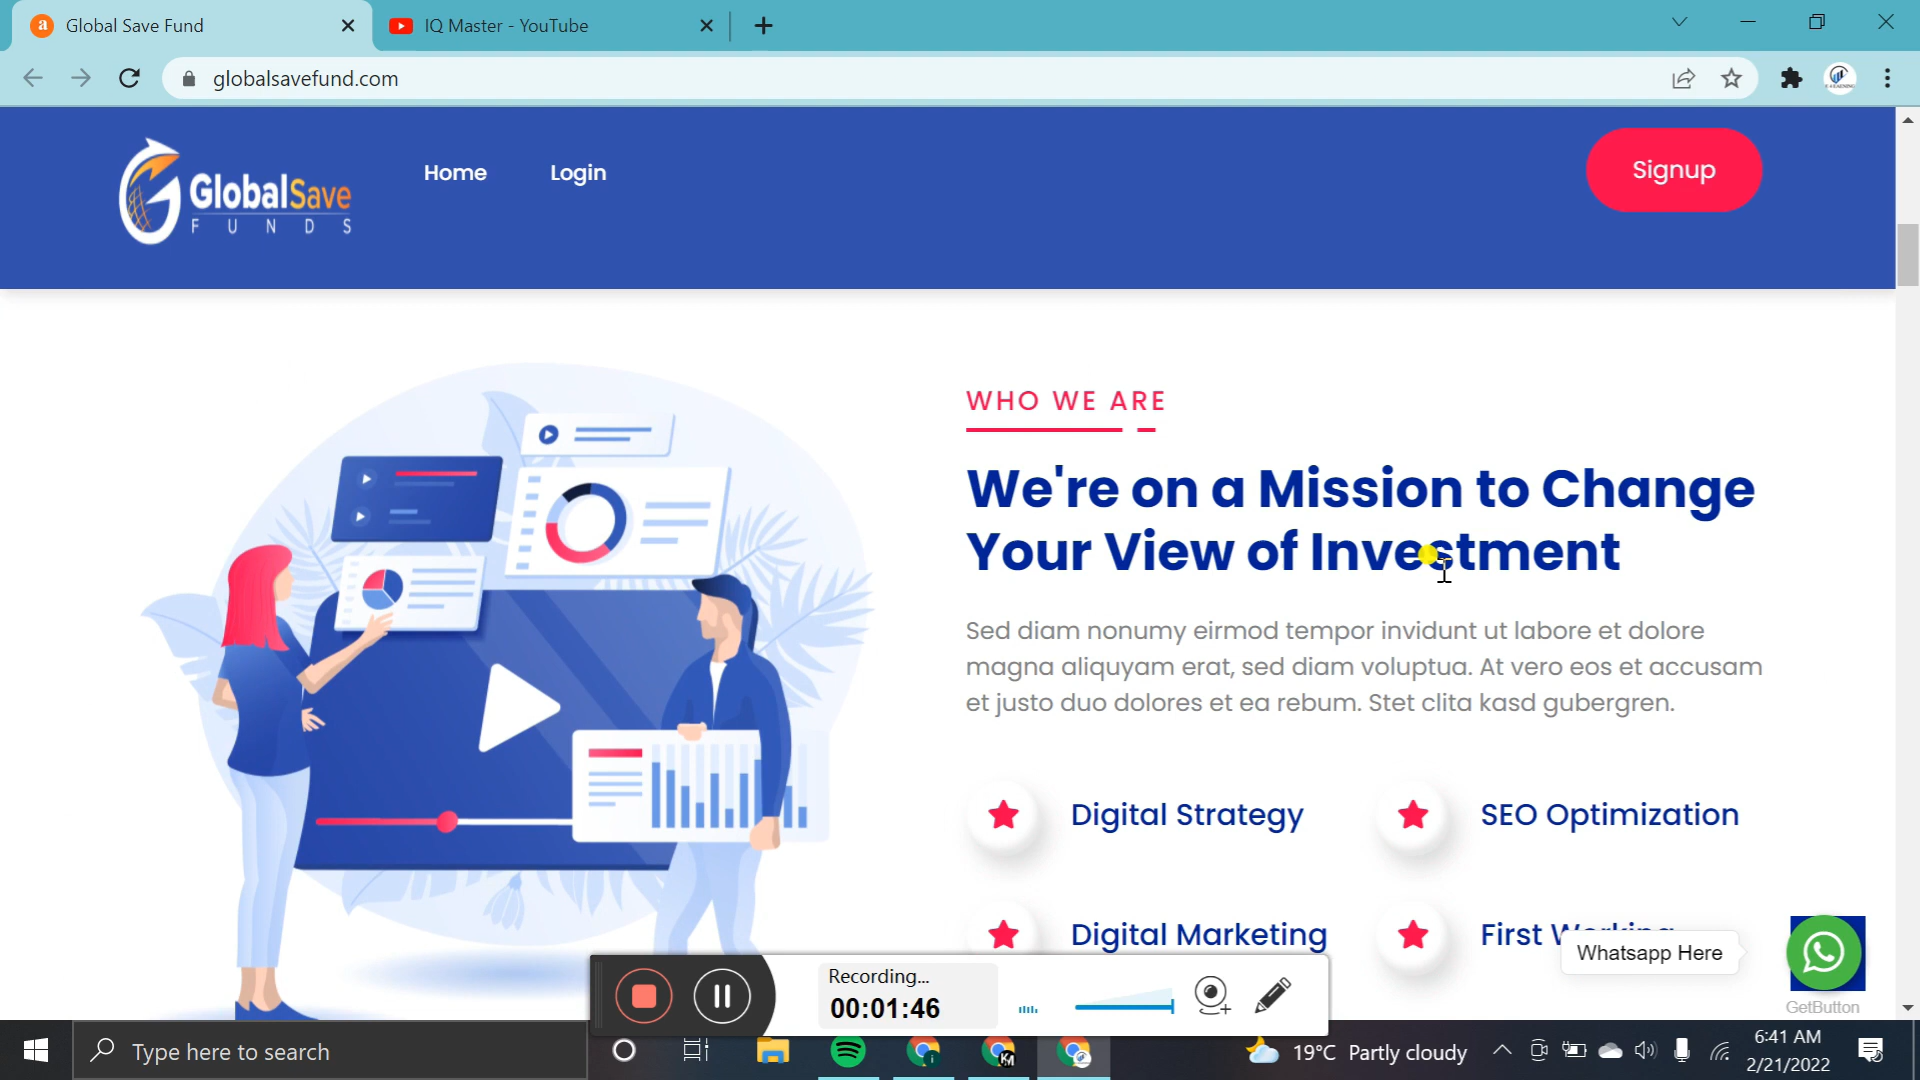 a Global Save Fund
IQ Master - YouTube
globalsavefund.com
GlobalSave
FUNDS
Home
Login
Signup
WHO WE ARE
We're on a Mission to Change
Your View of Investment
Sed diam nonumy eirmod tempor invidunt ut labore et dolore
magna aliquyam erat, sed diam voluptua. At vero eos et accusam
et justo duo dolores et ea rebum. Stet clita kasd gubergren.
Digital Strategy
SEO Optimization
Digital Marketing
First
Whatsapp Here
GetButton
Recording...
00:01:46
Type here to search
19°C Partly cloudy
6:41 AM
2/21/2022